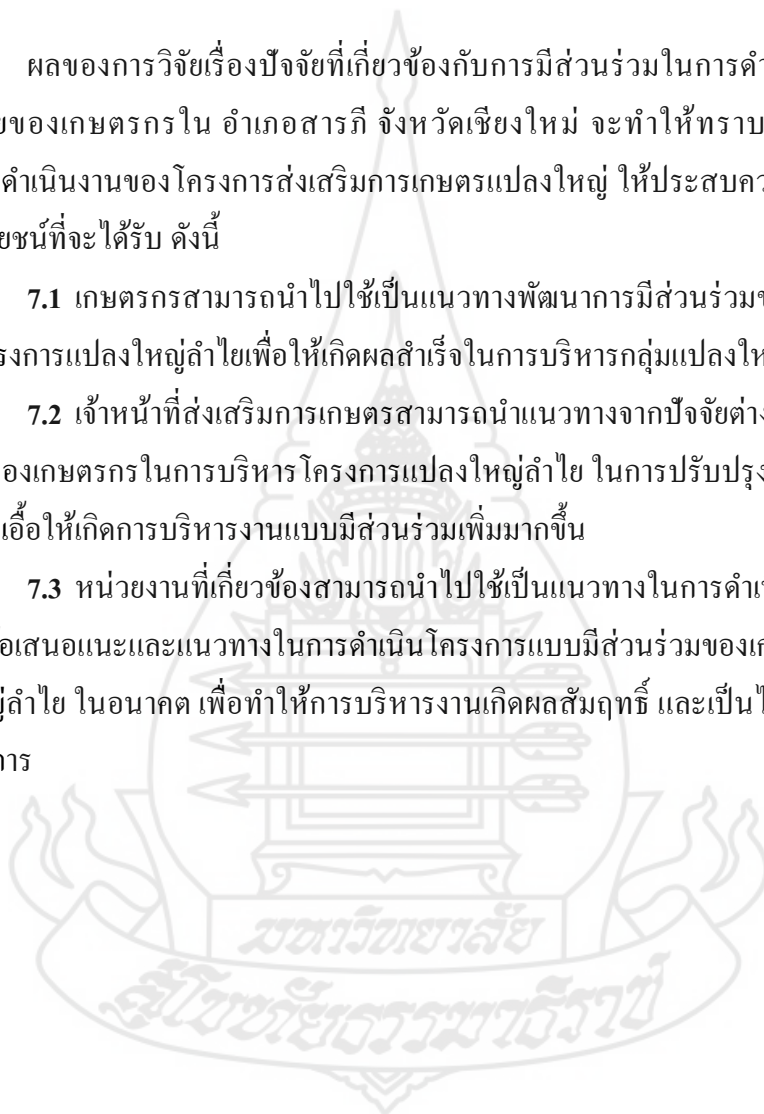 ผลของการวิจัยเรื่องปัจจัยที่เกี่ยวข้องกับการมีส่วนร่วมในการดำ
ยของเกษตรกรใน อำเภอสารภี จังหวัดเชียงใหม่ จะทำให้ทราบ
ดำเนินงานของโครงการส่งเสริมการเกษตรแปลงใหญ่ ให้ประสบคว
ยชน์ที่จะได้รับ ดังนี้
7.1 เกษตรกรสามารถนำไปใช้เป็นแนวทางพัฒนาการมีส่วนร่วมข
รงการแปลงใหญ่ลำไยเพื่อให้เกิดผลสำเร็จในการบริหารกลุ่มแปลงให
7.2 เจ้าหน้าที่ส่งเสริมการเกษตรสามารถนำแนวทางจากปัจจัยต่าง
องเกษตรกรในการบริหารโครงการแปลงใหญ่ลำไย ในการปรับปรุง
เอื้อให้เกิดการบริหารงานแบบมีส่วนร่วมเพิ่มมากขึ้น
7.3 หน่วยงานที่เกี่ยวข้องสามารถนำไปใช้เป็นแนวทางในการดำเ
อเสนอแนะและแนวทางในการดำเนินโครงการแบบมีส่วนร่วมของเก
ญ่ลำไย ในอนาคต เพื่อทำให้การบริหารงานเกิดผลสัมฤทธิ์ และเป็นไ
การ
มหาวิทยาลัย
สุโขทัยธรรมาธิราช